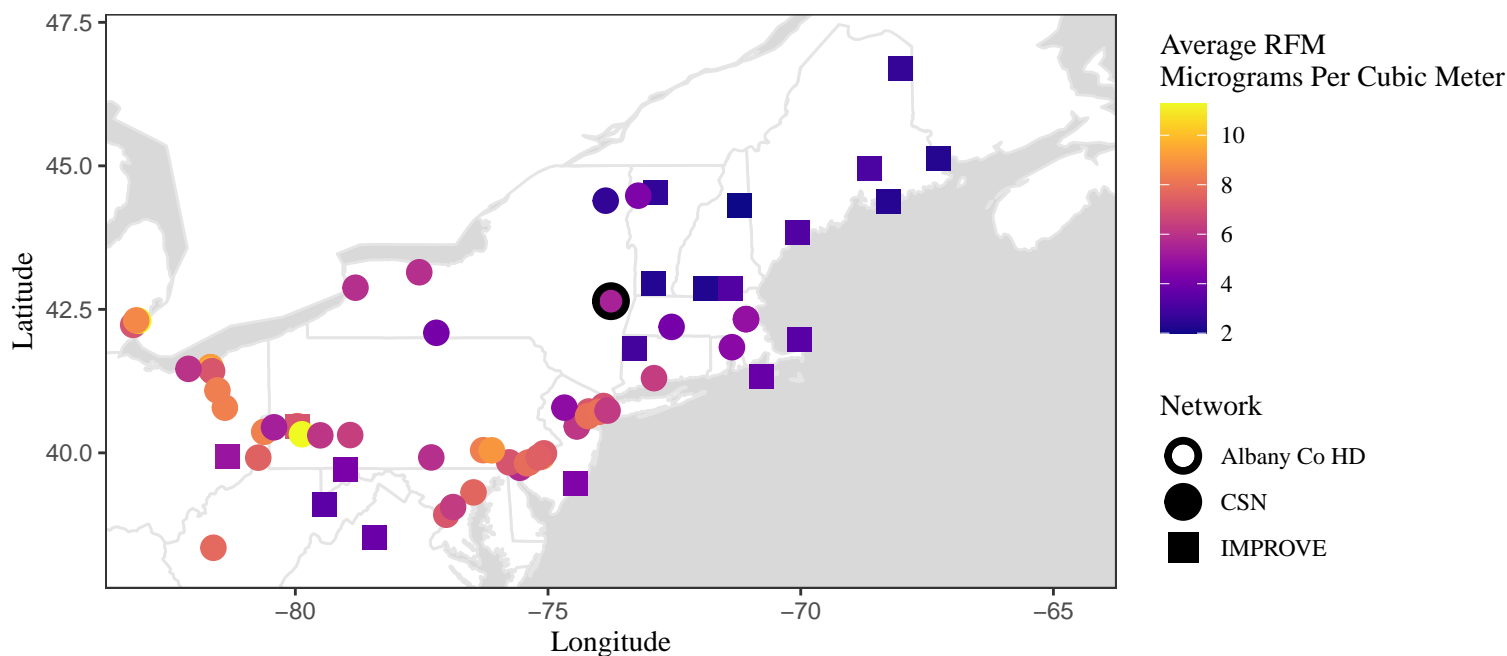 47.5
45.0
42.5
40.0
Latitude
−80
−75
−70
−65
Longitude
Average RFM
Micrograms Per Cubic Meter
10
8
6
4
2
Network
Albany Co HD
CSN
IMPROVE